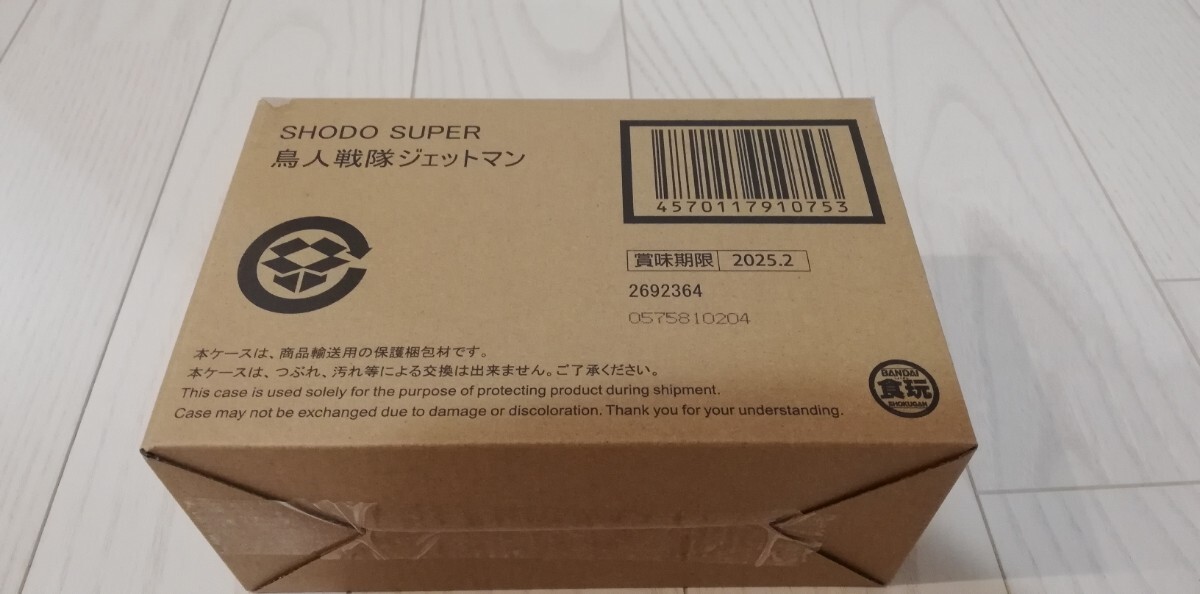 SHODO SUPER
鳥人戦隊ジェットマン
4570117910753
賞味期限 2025.2
2692364
0575810204
本ケースは、商品輸送用の保護梱包材です。
本ケースは、つぶれ、汚れ等による交換は出来ません。ご了承ください。
This case is used solely for the purpose of protecting product during shipment.
Case may not be exchanged due to damage or discoloration. Thank you for your understanding.
BANDAI
食玩
SHOKUGAN